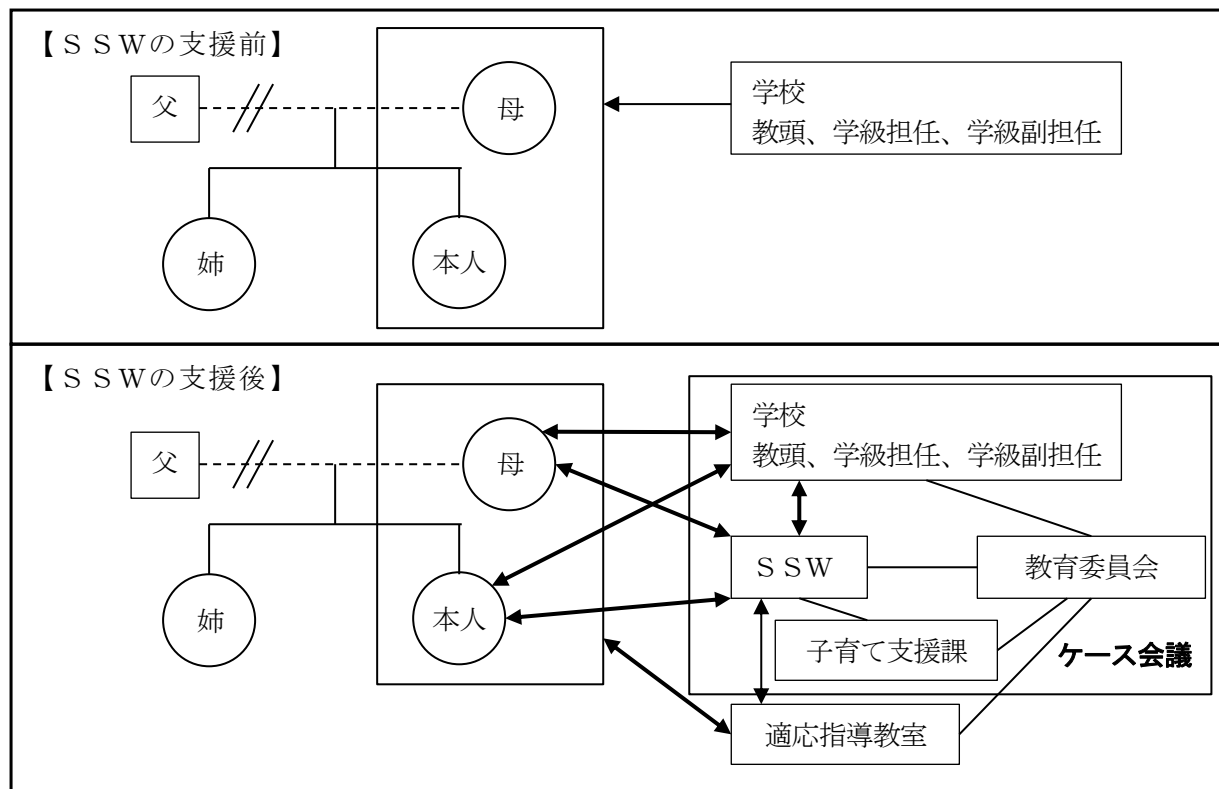 【ＳＳＷの支援前】
父
母
学校
教頭、学級担任、学級副担任
姉
本人
【ＳＳＷの支援後】
父
母
学校
教頭、学級担任、学級副担任
ＳＳＷ
教育委員会
姉
本人
子育て支援課
ケース会議
適応指導教室